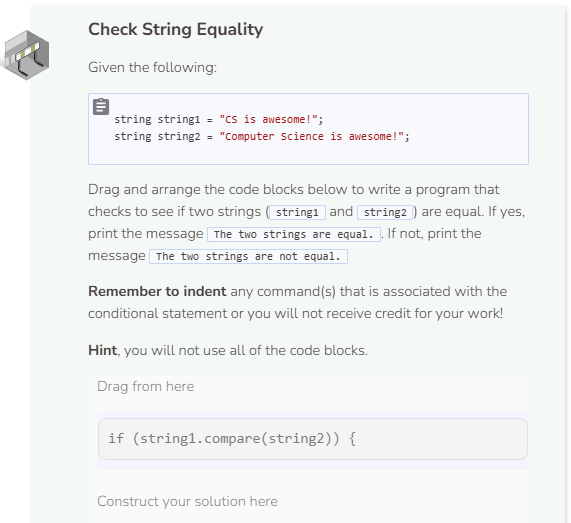 Check String Equality
Given the following:
string string1 = "CS is awesome!";
string string2 = "Computer Science is awesome!";
Drag and arrange the code blocks below to write a program that
checks to see if two strings ( string1 and string2 ) are equal. If yes,
print the message The two strings are equal. . If not, print the
message The two strings are not equal.
Remember to indent any command(s) that is associated with the
conditional statement or you will not receive credit for your work!
Hint, you will not use all of the code blocks.
Drag from here
if (string1.compare(string2)) {
Construct your solution here